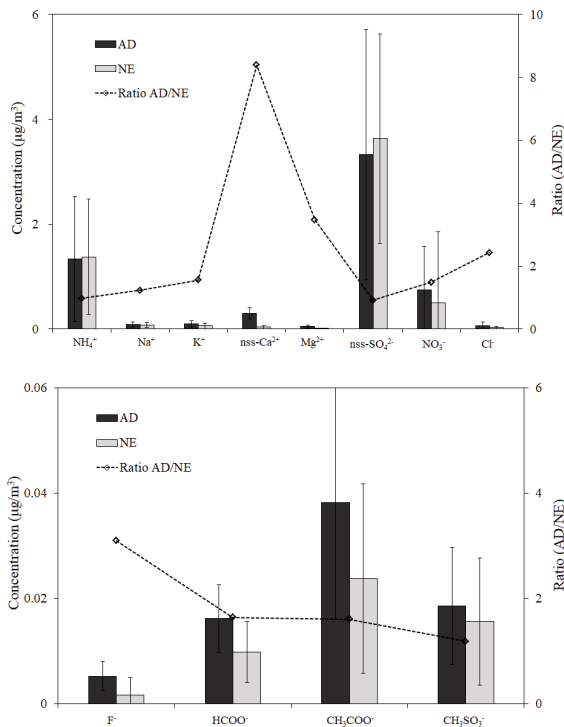 6
10
AD
NE
Ratio AD/NE
8
4
6
Concentration (μg/m³)
Ratio (AD/NE)
4
2
2
0
0
NH₄⁺ Na⁺ K⁺ nss-Ca²⁺ Mg²⁺ nss-SO₄²⁻ NO₃⁻ Cl⁻
0.06
6
AD
NE
Ratio AD/NE
0.04
4
Concentration (μg/m³)
Ratio (AD/NE)
0.02
2
0
0
F⁻ HCOO⁻ CH₃COO⁻ CH₃SO₃⁻